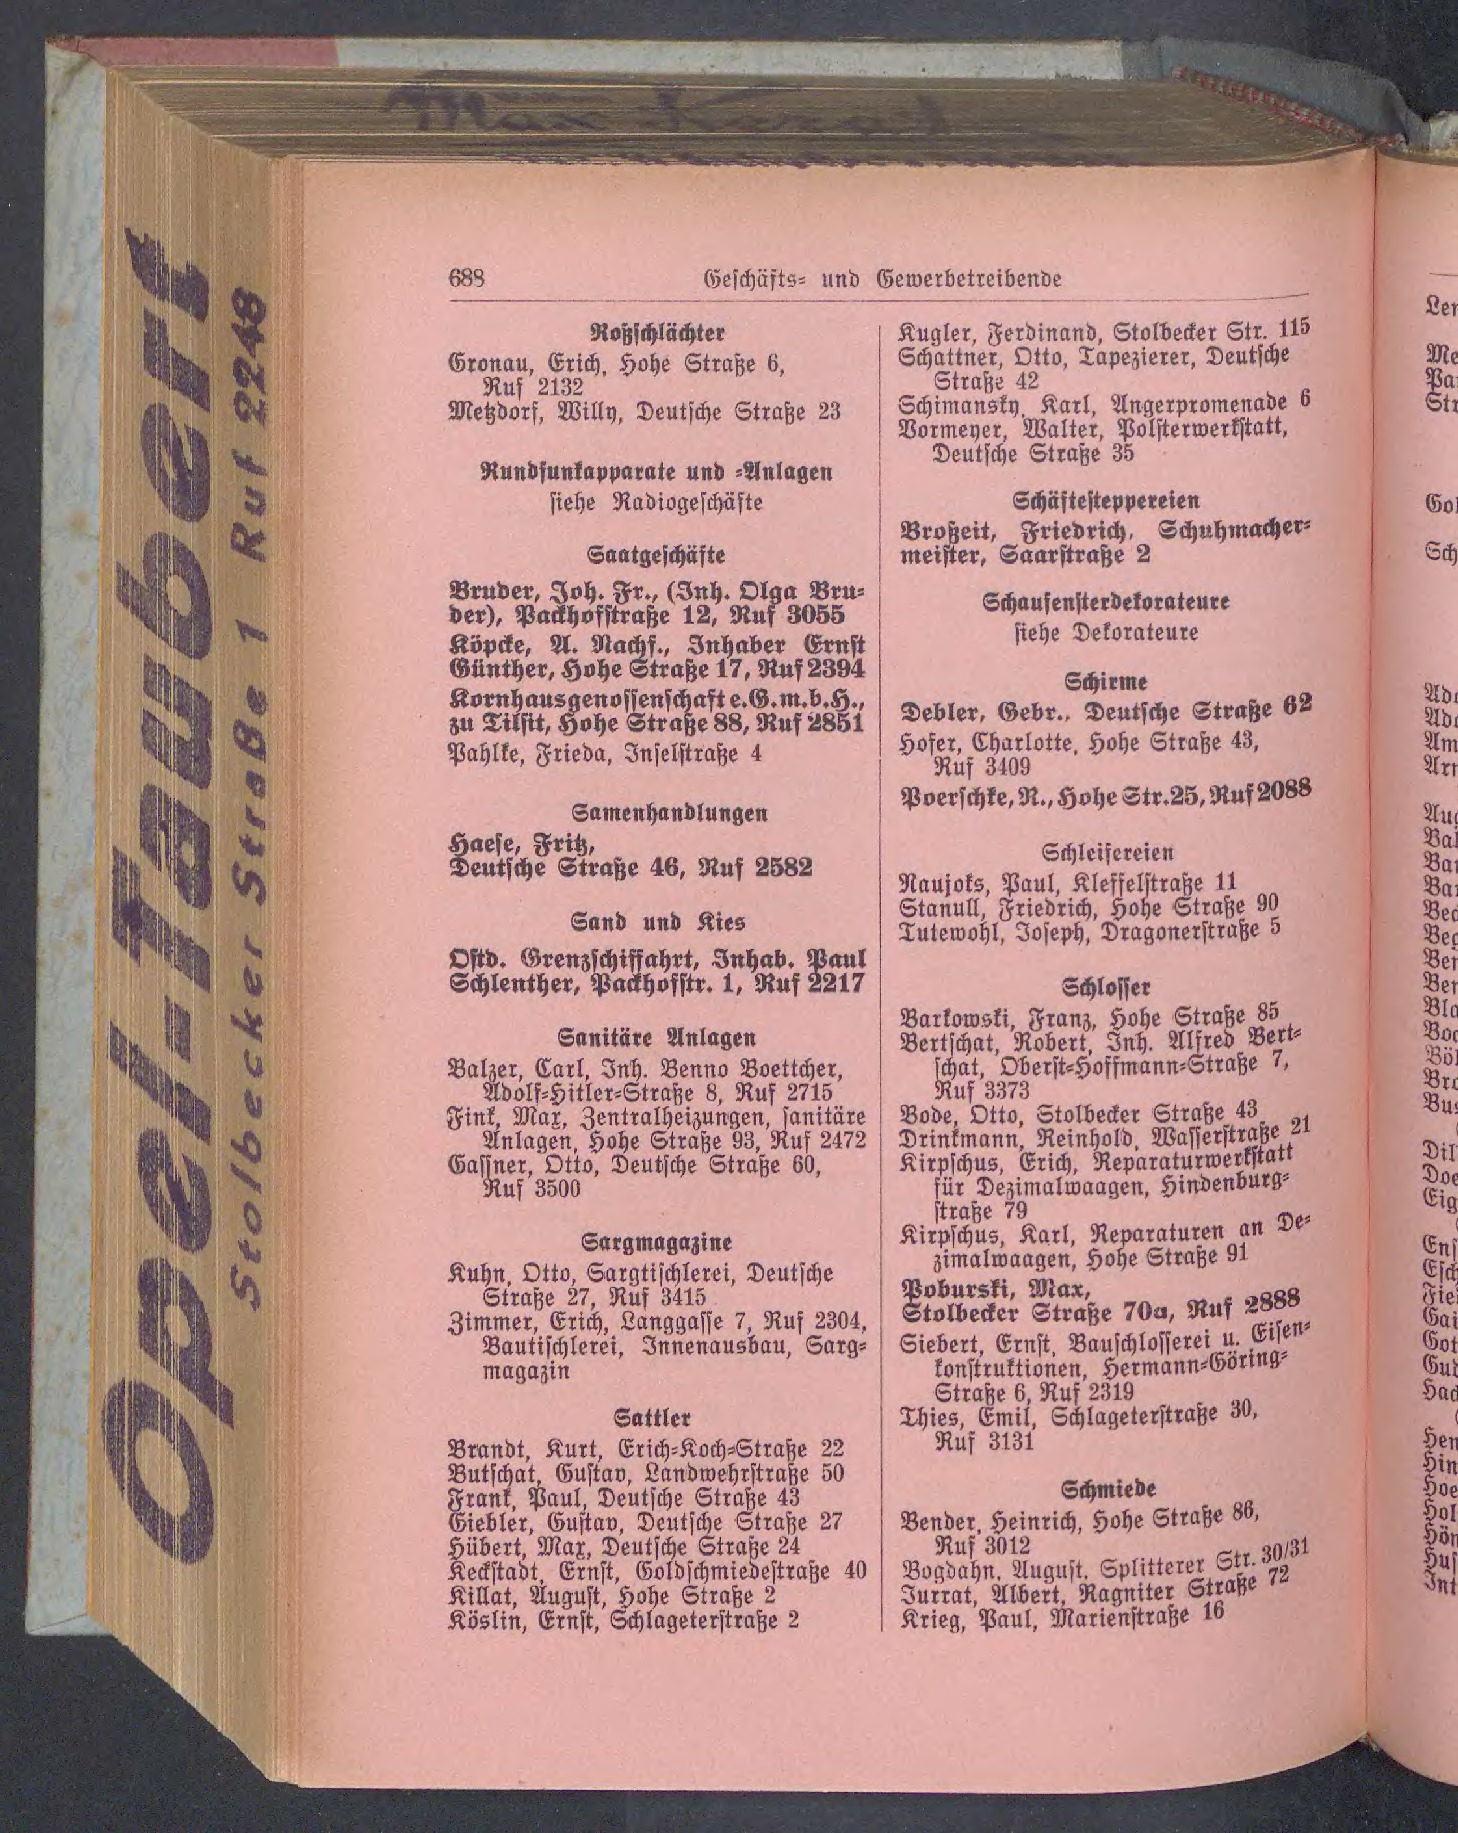 Opel-Taubert
Stolbecker Straße 1 Ruf 2248
688
Geschäfts- und Gewerbetreibende
Roßschlächter
Gronau, Erich, Hohe Straße 6,
Ruf 2132
Metzdorf, Willy, Deutsche Straße 23
Rundfunkapparate und -Anlagen
siehe Radiogeschäfte
Saatgeschäfte
Bruder, Joh. Fr., (Inh. Olga Bru-
der), Packhofstraße 12, Ruf 3055
Köpcke, A. Nachf., Inhaber Ernst
Günther, Hohe Straße 17, Ruf 2394
Kornhausgenossenschaft e.G.m.b.H.,
zu Tilsit, Hohe Straße 88, Ruf 2851
Pahlke, Frieda, Inselstraße 4
Samenhandlungen
Haese, Fritz,
Deutsche Straße 46, Ruf 2582
Sand und Kies
Ostd. Grenzschiffahrt, Inhab. Paul
Schlenther, Packhofstr. 1, Ruf 2217
Sanitäre Anlagen
Balzer, Carl, Inh. Benno Boettcher,
Adolf-Hitler-Straße 8, Ruf 2715
Fink, Max, Zentralheizungen, sanitäre
Anlagen, Hohe Straße 93, Ruf 2472
Gassner, Otto, Deutsche Straße 60,
Ruf 3500
Sargmagazine
Kuhn, Otto, Sargtischlerei, Deutsche
Straße 27, Ruf 3415
Zimmer, Erich, Langgasse 7, Ruf 2304,
Bautischlerei, Innenausbau, Sarg-
magazin
Sattler
Brandt, Kurt, Erich-Koch-Straße 22
Butschat, Gustav, Landwehrstraße 50
Frank, Paul, Deutsche Straße 43
Giebler, Gustav, Deutsche Straße 27
Hübert, Max, Deutsche Straße 24
Keckstadt, Ernst, Goldschmiedestraße 40
Killat, August, Hohe Straße 2
Köslin, Ernst, Schlageterstraße 2
Kugler, Ferdinand, Stolbecker Str. 115
Schattner, Otto, Tapezierer, Deutsche
Straße 42
Schimansky, Karl, Angerpromenade 6
Vormeyer, Walter, Polsterwerkstatt,
Deutsche Straße 35
Schäftesteppereien
Broßeit, Friedrich, Schuhmacher-
meister, Saarstraße 2
Schaufensterdekorateure
siehe Dekorateure
Schirme
Debler, Gebr., Deutsche Straße 62
Hofer, Charlotte, Hohe Straße 43,
Ruf 3409
Poerschke, R., Hohe Str. 25, Ruf 2088
Schleifereien
Naujoks, Paul, Kleffelstraße 11
Stanull, Friedrich, Hohe Straße 90
Tutewohl, Joseph, Dragonerstraße 5
Schlosser
Barkowski, Franz, Hohe Straße 85
Bertschat, Robert, Inh. Alfred Bert-
schat, Oberst-Hoffmann-Straße 7,
Ruf 3373
Bode, Otto, Stolbecker Straße 43
Drinkmann, Reinhold, Wasserstraße 21
Kirpschus, Erich, Reparaturwerkstatt
für Dezimalwaagen, Hindenburg-
straße 79
Kirpschus, Karl, Reparaturen an De-
zimalwaagen, Hohe Straße 91
Poburski, Max,
Stolbecker Straße 70a, Ruf 2888
Siebert, Ernst, Bauschlosserei u. Eisen-
konstruktionen, Hermann-Göring-
Straße 6, Ruf 2319
Thies, Emil, Schlageterstraße 30,
Ruf 3131
Schmiede
Bender, Heinrich, Hohe Straße 86,
Ruf 3012
Bogdahn, August, Splitterer Str. 30/31
Jurrat, Albert, Ragniter Straße 72
Krieg, Paul, Marienstraße 16